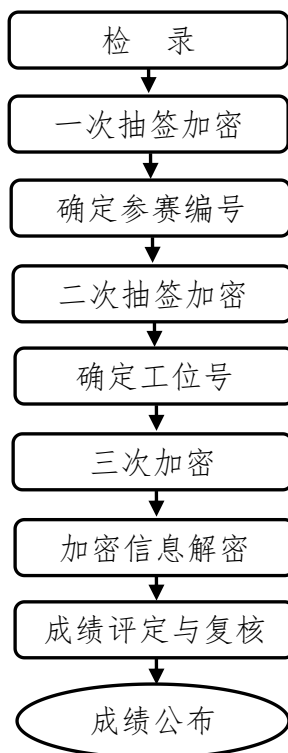 检 录
一次抽签加密
确定参赛编号
二次抽签加密
确定工位号
三次加密
加密信息解密
成绩评定与复核
成绩公布